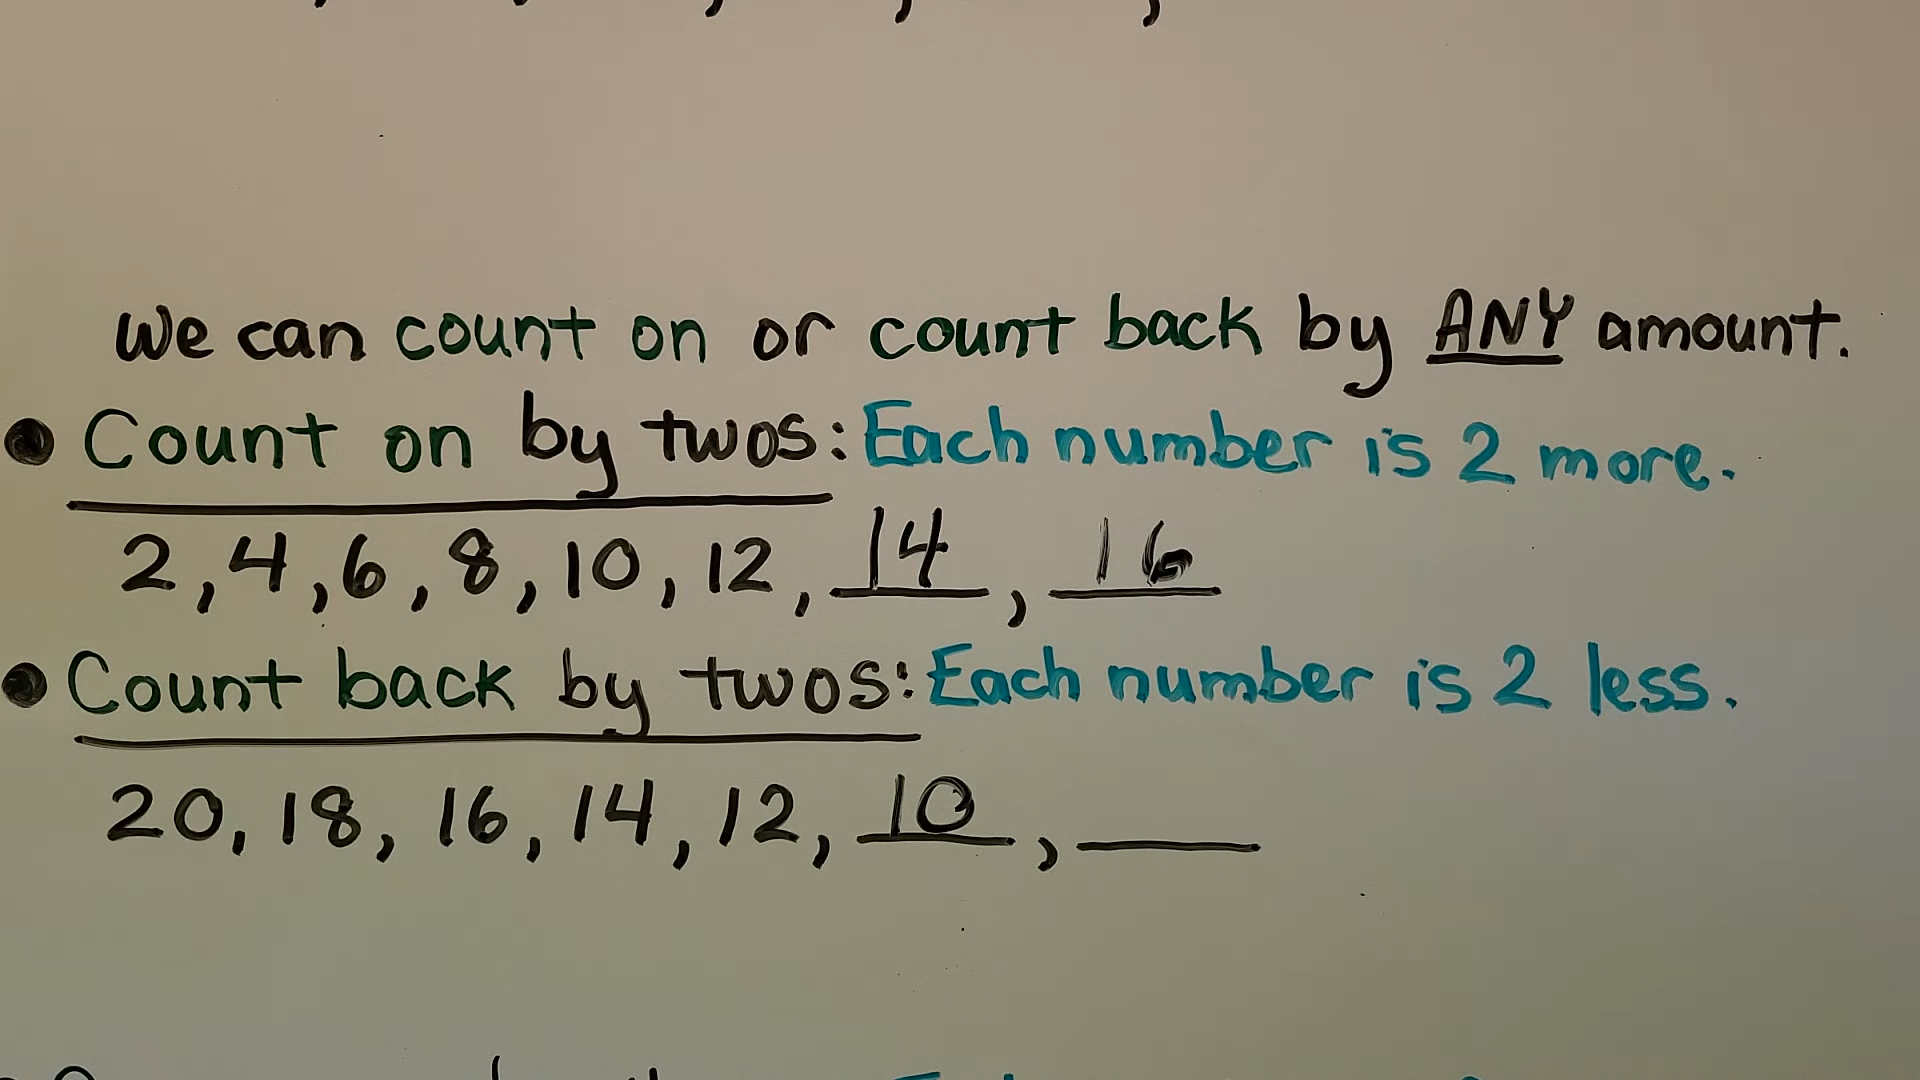 We can count on or count back by ANY amount.
● Count on by twos: Each number is 2 more.
2, 4, 6, 8, 10, 12, 14, 16
● Count back by twos: Each number is 2 less.
20, 18, 16, 14, 12, 10, ____